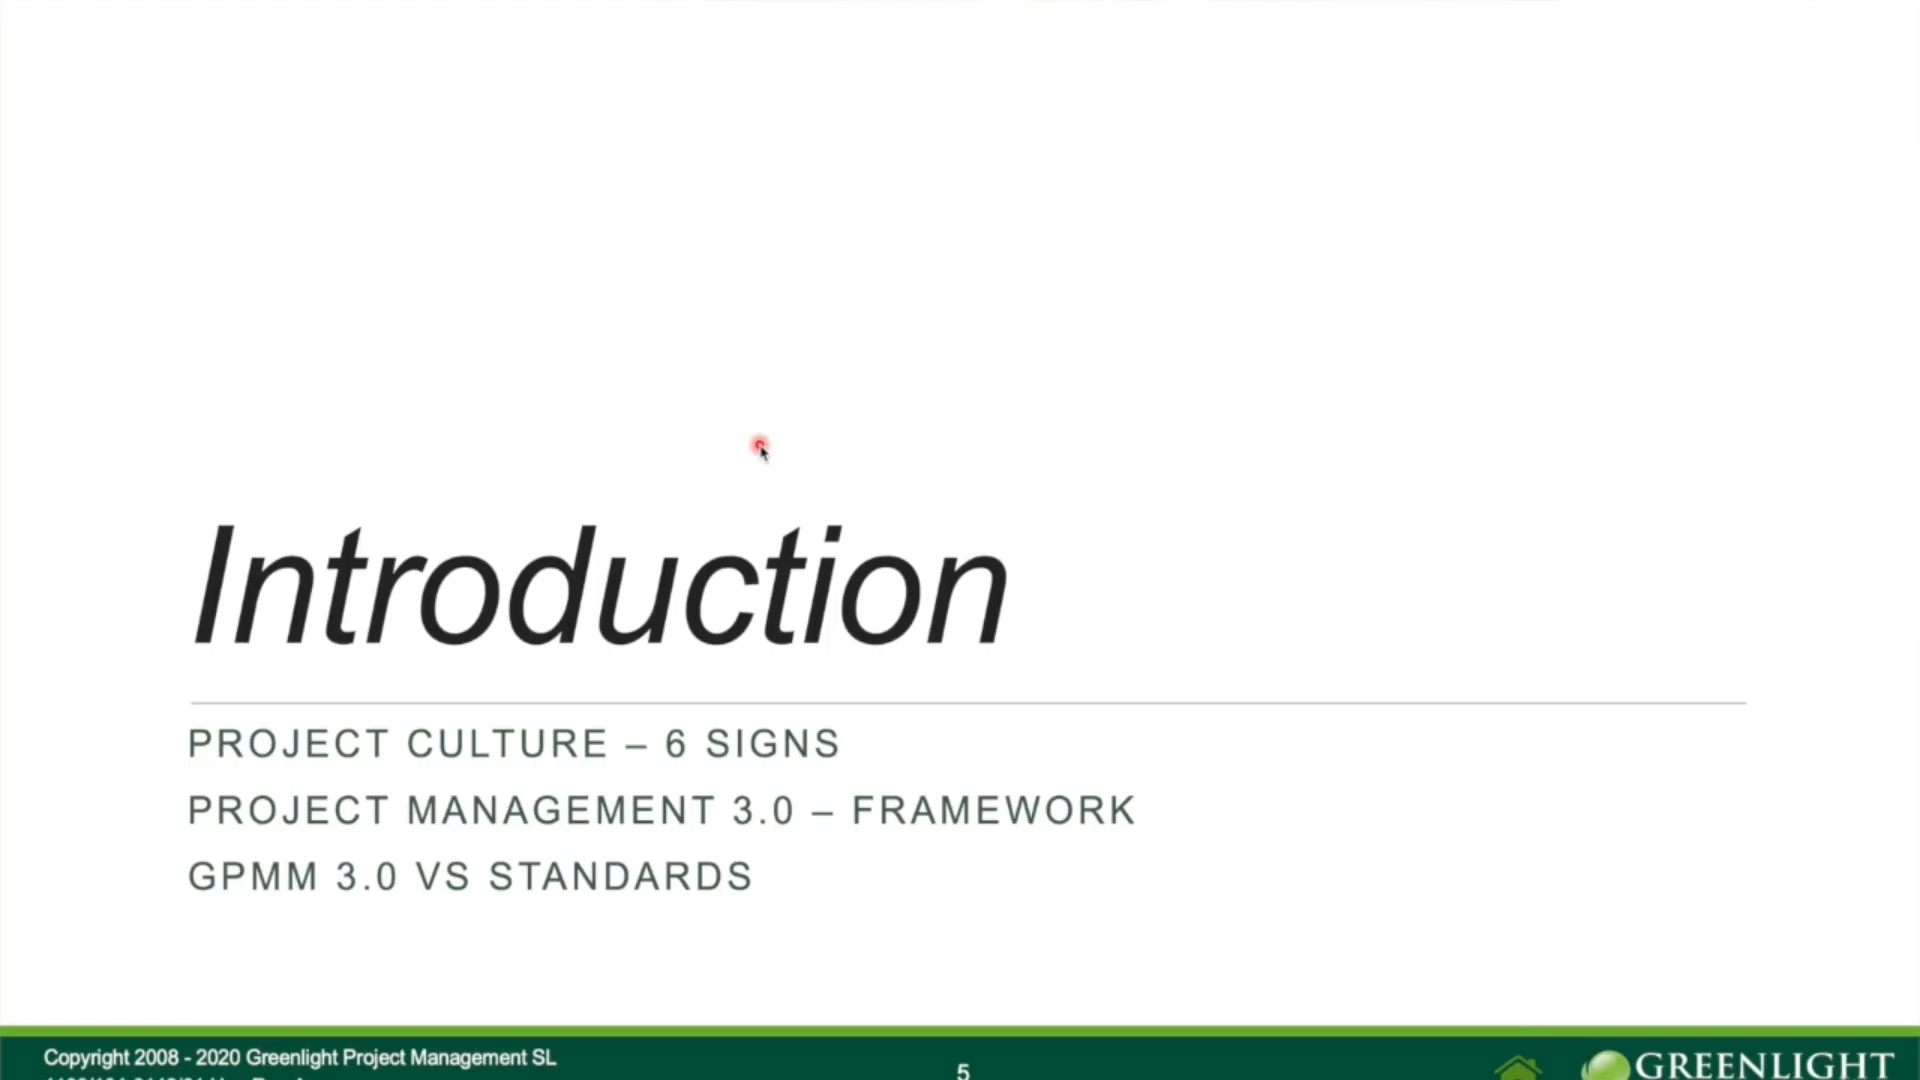 Introduction
PROJECT CULTURE – 6 SIGNS
PROJECT MANAGEMENT 3.0 – FRAMEWORK
GPMM 3.0 VS STANDARDS
Copyright 2008 - 2020 Greenlight Project Management SL
5
GREENLIGHT